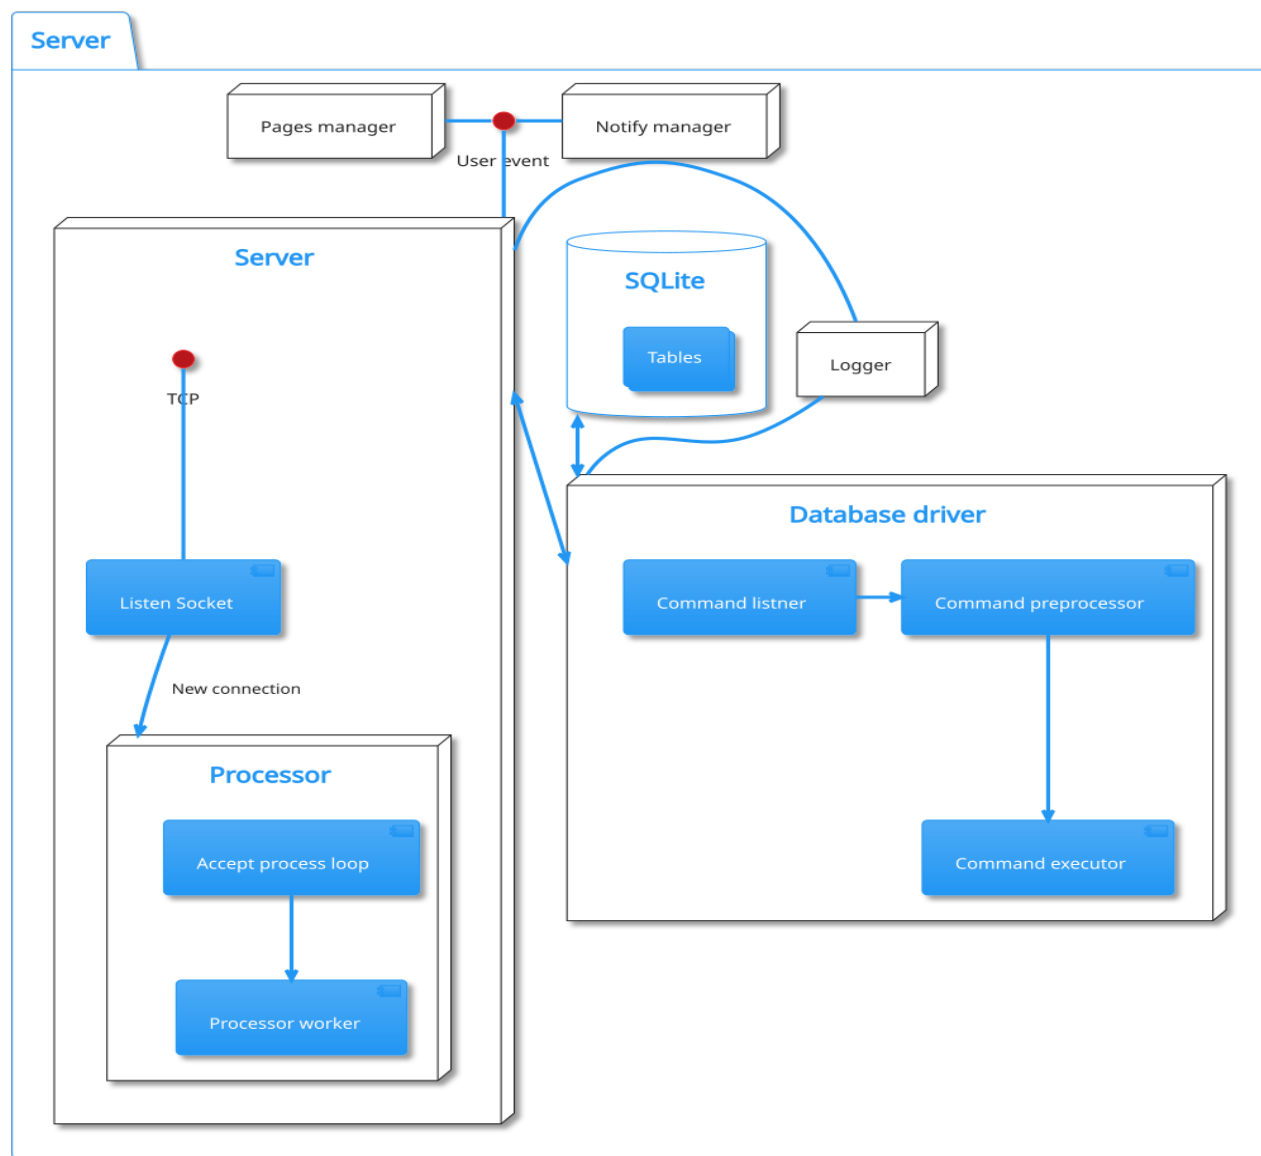 Server
Pages manager
Notify manager
User event
Server
SQLite
Tables
Logger
TCP
Database driver
Listen Socket
Command listner
Command preprocessor
New connection
Processor
Accept process loop
Command executor
Processor worker